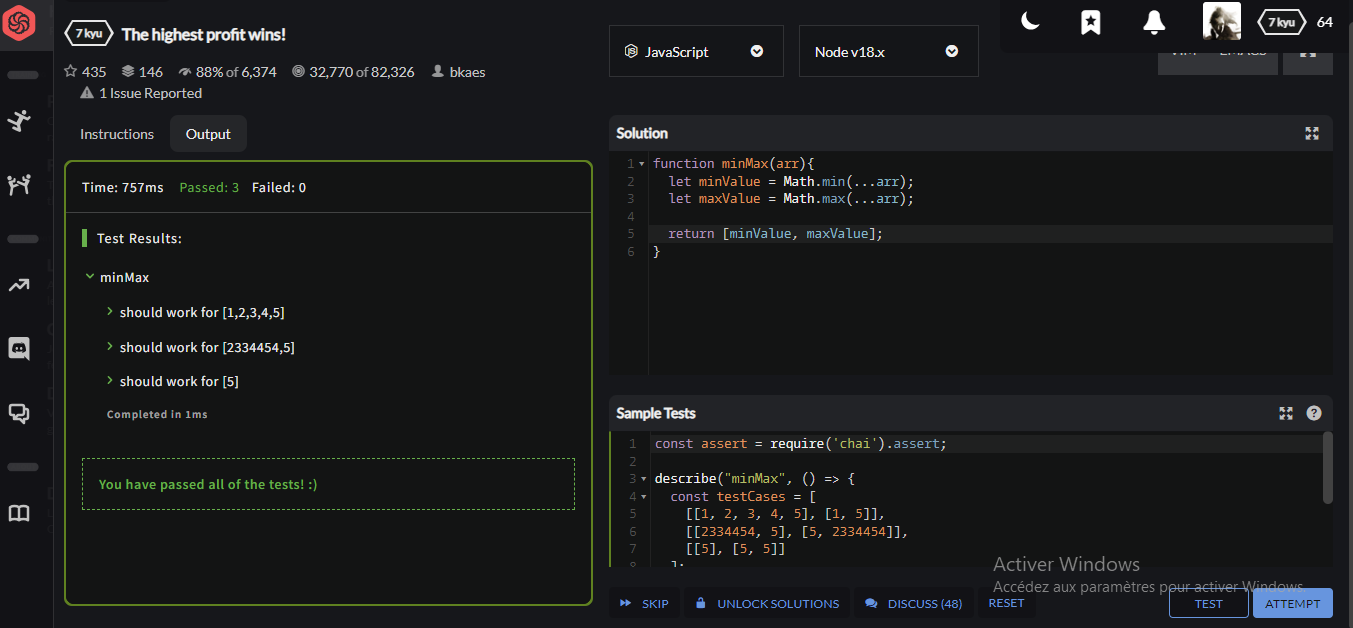 7 kyu The highest profit wins!
435 146 88% of 6,374 32,770 of 82,326 bkaes
1 Issue Reported
Instructions Output
Time: 757ms Passed: 3 Failed: 0
Test Results:
minMax
should work for [1,2,3,4,5]
should work for [2334454,5]
should work for [5]
Completed in 1ms
You have passed all of the tests! :)
JavaScript Node v18.x
7 kyu 64
VIM EMACS
Solution
1 function minMax(arr){
2 let minValue = Math.min(...arr);
3 let maxValue = Math.max(...arr);
4
5 return [minValue, maxValue];
6 }
Sample Tests
1 const assert = require('chai').assert;
2
3 describe("minMax", () => {
4 const testCases = [
5 [[1, 2, 3, 4, 5], [1, 5]],
6 [[2334454, 5], [5, 2334454]],
7 [[5], [5, 5]]
8 ];
Activer Windows
Accédez aux paramètres pour activer Windows.
SKIP UNLOCK SOLUTIONS DISCUSS (48) RESET TEST ATTEMPT